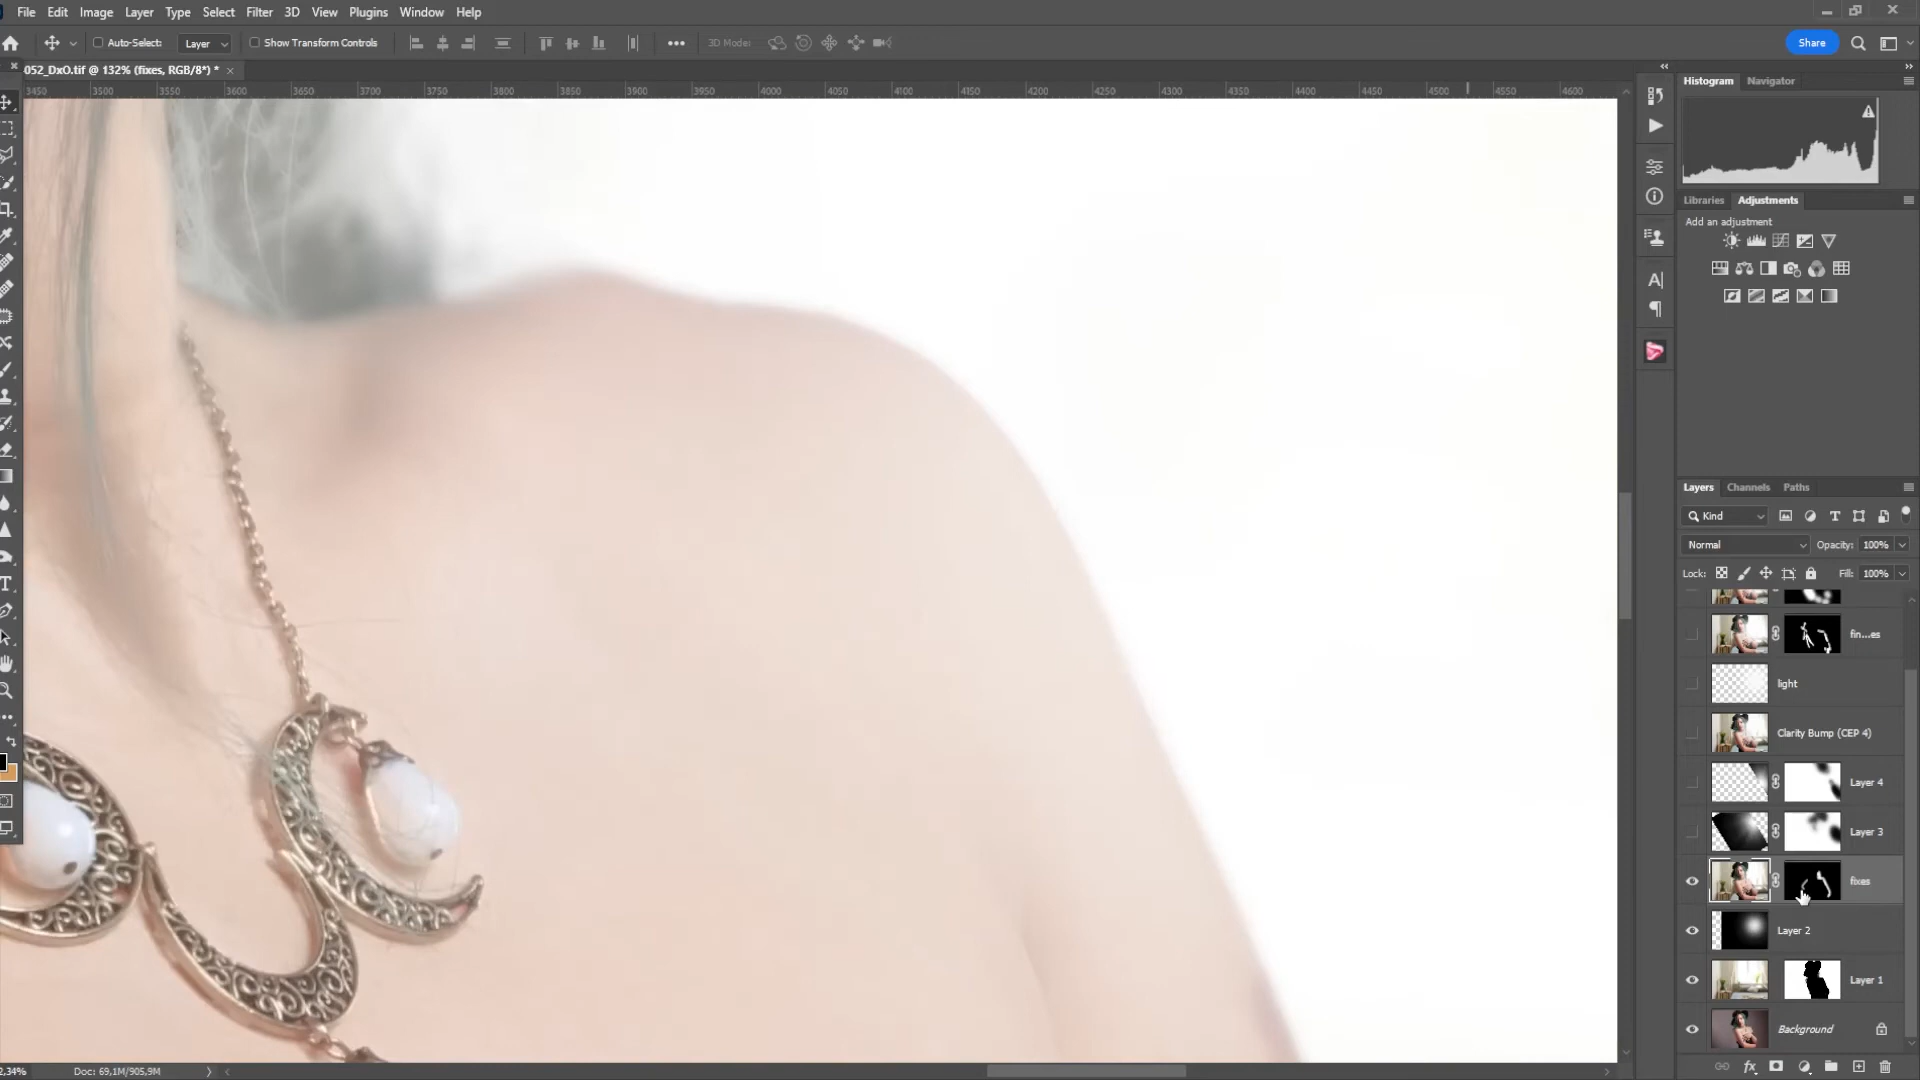 File Edit Image Layer Type Select Filter 3D View Plugins Window Help
Auto-Select: Layer Show Transform Controls 3D Mode: Share
052_DxO.tif @ 132% (fixes, RGB/8*) *
3450 3500 3550 3600 3650 3700 3750 3800 3850 3900 3950 4000 4050 4100 4150 4200 4250 4300 4350 4400 4450 4500 4550 4600
Histogram Navigator
Libraries Adjustments
Add an adjustment
Layers Channels Paths
Kind
Normal Opacity: 100%
Lock: Fill: 100%
fin...es
light
Clarity Bump (CEP 4)
Layer 4
Layer 3
fixes
Layer 2
Layer 1
Background
2,34% Doc: 69,1M/905,9M